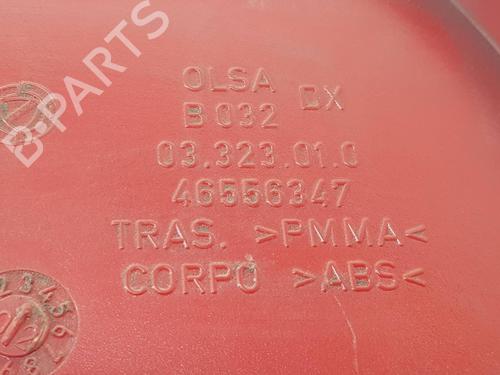 B-PARTS
OLSA DX
B 032
03.323.01.0
46556347
TRAS. >PMMA<
CORPO >ABS<